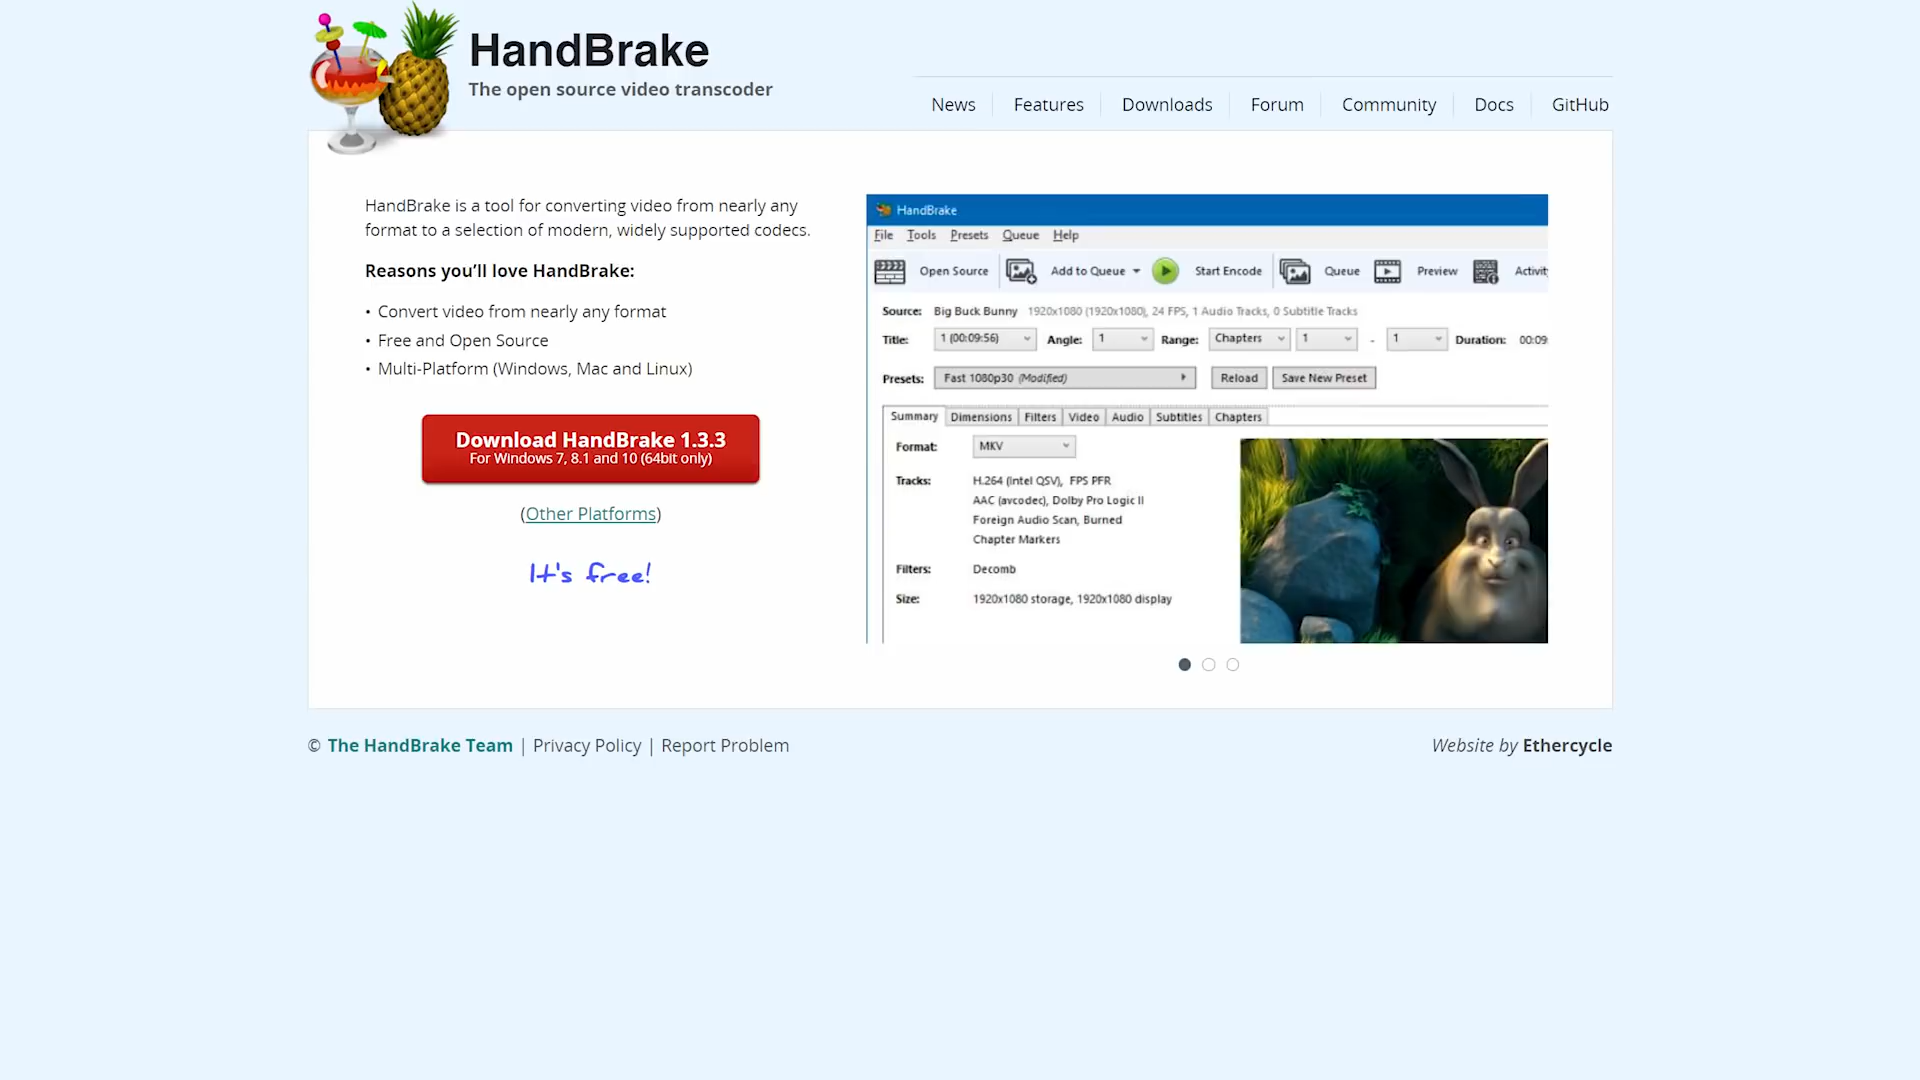 HandBrake
The open source video transcoder
News
Features
Downloads
Forum
Community
Docs
GitHub
HandBrake is a tool for converting video from nearly any
format to a selection of modern, widely supported codecs.
Reasons you’ll love HandBrake:
• Convert video from nearly any format
• Free and Open Source
• Multi-Platform (Windows, Mac and Linux)
Download HandBrake 1.3.3
For Windows 7, 8.1 and 10 (64bit only)
(Other Platforms)
It's free!
HandBrake
File Tools Presets Queue Help
Open Source Add to Queue Start Encode Queue Preview Activit
Source: Big Buck Bunny 1920x1080 (1920x1080), 24 FPS, 1 Audio Tracks, 0 Subtitle Tracks
Title: 1 (00:09:56) Angle: 1 Range: Chapters 1 - 1 Duration: 00:09:
Presets: Fast 1080p30 (Modified) Reload Save New Preset
Summary Dimensions Filters Video Audio Subtitles Chapters
Format: MKV
Tracks: H.264 (Intel QSV), FPS PFR
AAC (avcodec), Dolby Pro Logic II
Foreign Audio Scan, Burned
Chapter Markers
Filters: Decomb
Size: 1920x1080 storage, 1920x1080 display
© The HandBrake Team | Privacy Policy | Report Problem
Website by Ethercycle